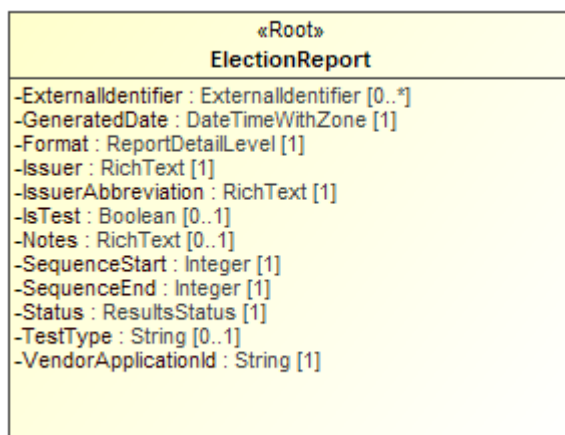 «Root»
ElectionReport
-ExternalIdentifier : ExternalIdentifier [0..*]
-GeneratedDate : DateTimeWithZone [1]
-Format : ReportDetailLevel [1]
-Issuer : RichText [1]
-IssuerAbbreviation : RichText [1]
-IsTest : Boolean [0..1]
-Notes : RichText [0..1]
-SequenceStart : Integer [1]
-SequenceEnd : Integer [1]
-Status : ResultsStatus [1]
-TestType : String [0..1]
-VendorApplicationId : String [1]